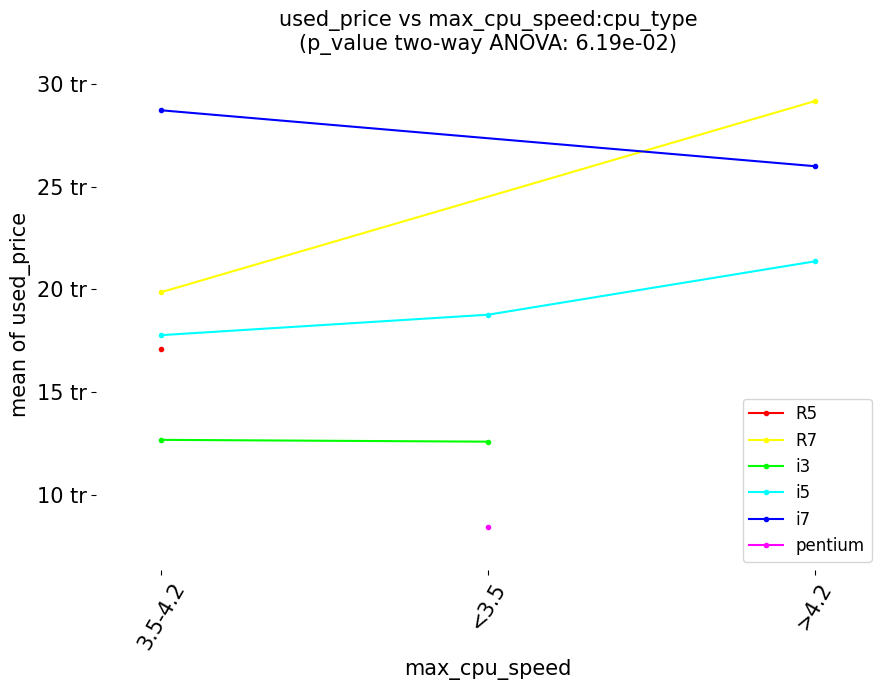 used_price vs max_cpu_speed:cpu_type
(p_value two-way ANOVA: 6.19e-02)
30 tr
25 tr
20 tr
15 tr
10 tr
mean of used_price
R5
R7
i3
i5
i7
pentium
3.5-4.2
<3.5
>4.2
max_cpu_speed